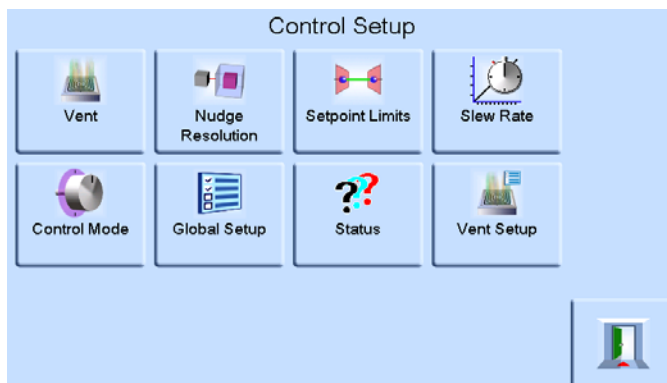 Control Setup
Vent
Nudge
Resolution
Setpoint Limits
Slew Rate
Control Mode
Global Setup
???
Status
Vent Setup